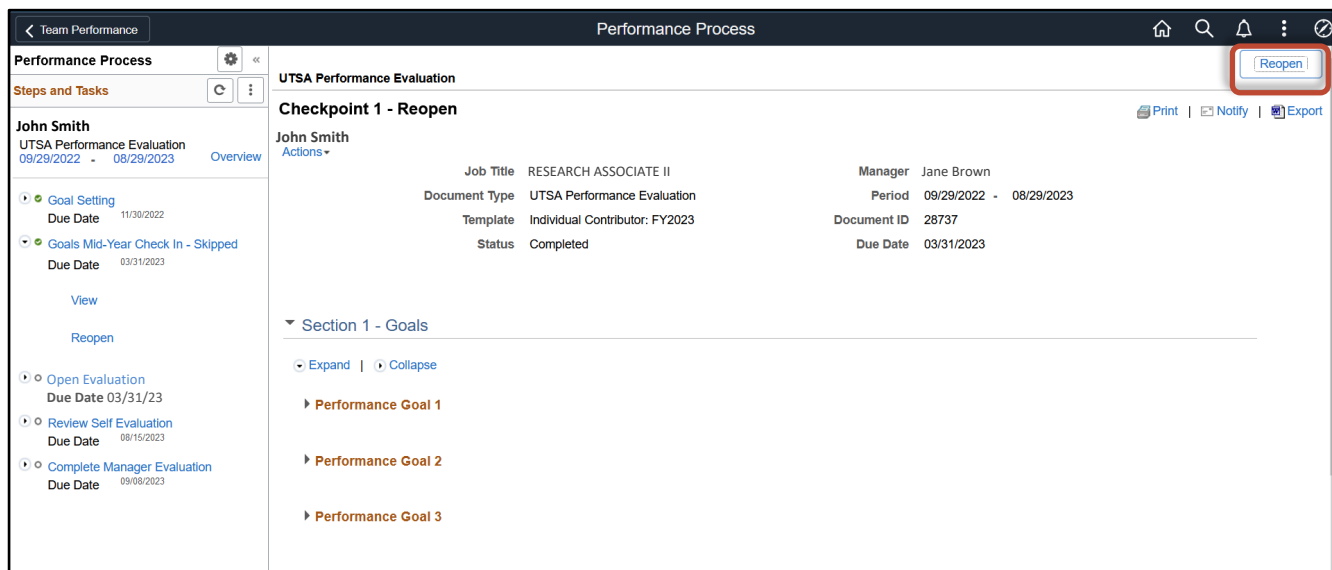 Team Performance
Performance Process
Performance Process
«
Steps and Tasks
John Smith
UTSA Performance Evaluation
09/29/2022 - 08/29/2023 Overview
Goal Setting
Due Date 11/30/2022
Goals Mid-Year Check In - Skipped
Due Date 03/31/2023
View
Reopen
Open Evaluation
Due Date 03/31/23
Review Self Evaluation
Due Date 08/15/2023
Complete Manager Evaluation
Due Date 09/08/2023
Reopen
UTSA Performance Evaluation
Checkpoint 1 - Reopen
Print | Notify | Export
John Smith
Actions
Job Title RESEARCH ASSOCIATE II Manager Jane Brown
Document Type UTSA Performance Evaluation Period 09/29/2022 - 08/29/2023
Template Individual Contributor: FY2023 Document ID 28737
Status Completed Due Date 03/31/2023
Section 1 - Goals
Expand | Collapse
Performance Goal 1
Performance Goal 2
Performance Goal 3